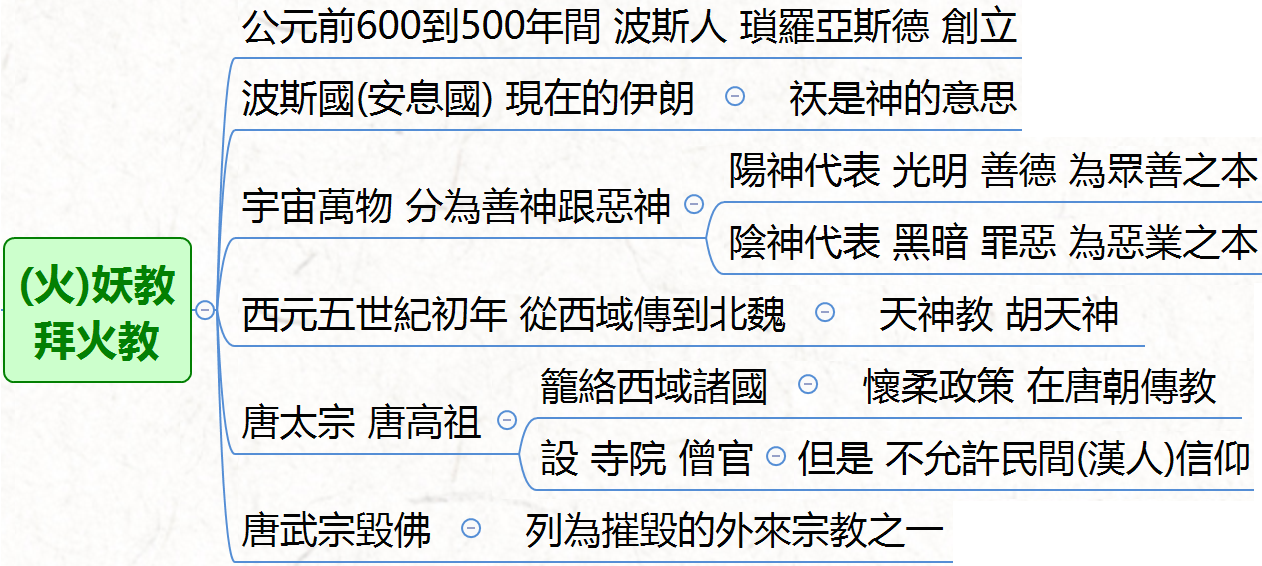 公元前600到500年間 波斯人 瑣羅亞斯德 創立
波斯國(安息國) 現在的伊朗
祆是神的意思
宇宙萬物 分為善神跟惡神
陽神代表 光明 善德 為眾善之本
陰神代表 黑暗 罪惡 為惡業之本
(火)妖教
拜火教
西元五世紀初年 從西域傳到北魏
天神教 胡天神
唐太宗 唐高祖
籠絡西域諸國
懷柔政策 在唐朝傳教
設 寺院 僧官
但是 不允許民間(漢人)信仰
唐武宗毀佛
列為摧毀的外來宗教之一